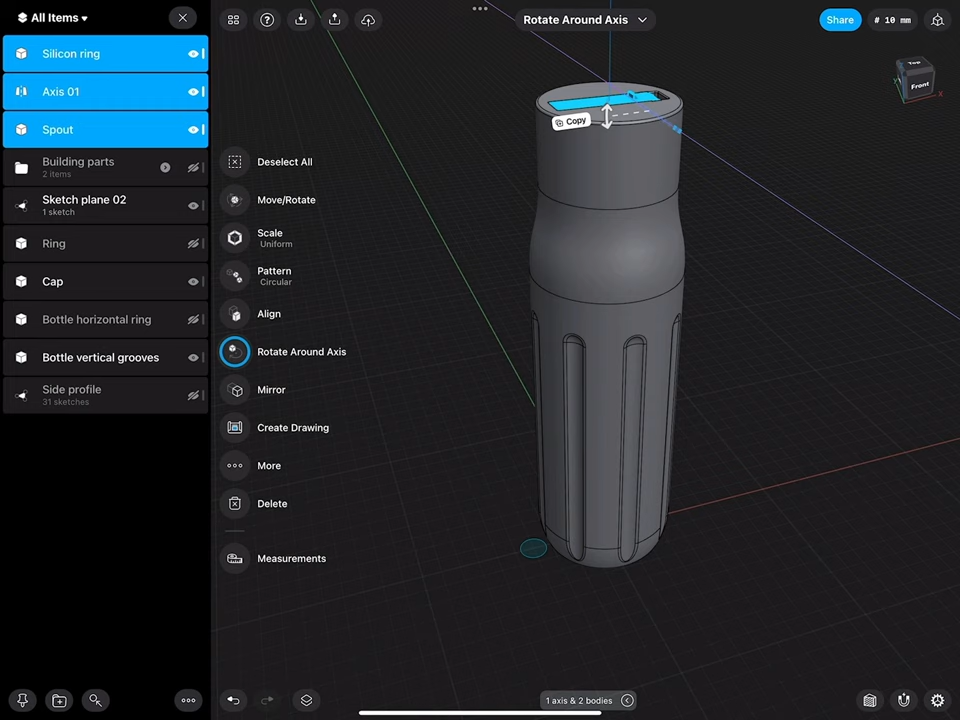 All Items
Rotate Around Axis
Share
# 10 mm
Silicon ring
Axis 01
Spout
Building parts
2 items
Sketch plane 02
1 sketch
Ring
Cap
Bottle horizontal ring
Bottle vertical grooves
Side profile
31 sketches
Deselect All
Move/Rotate
Scale
Uniform
Pattern
Circular
Align
Rotate Around Axis
Mirror
Create Drawing
More
Delete
Measurements
Copy
Top
Front
Y
X
1 axis & 2 bodies